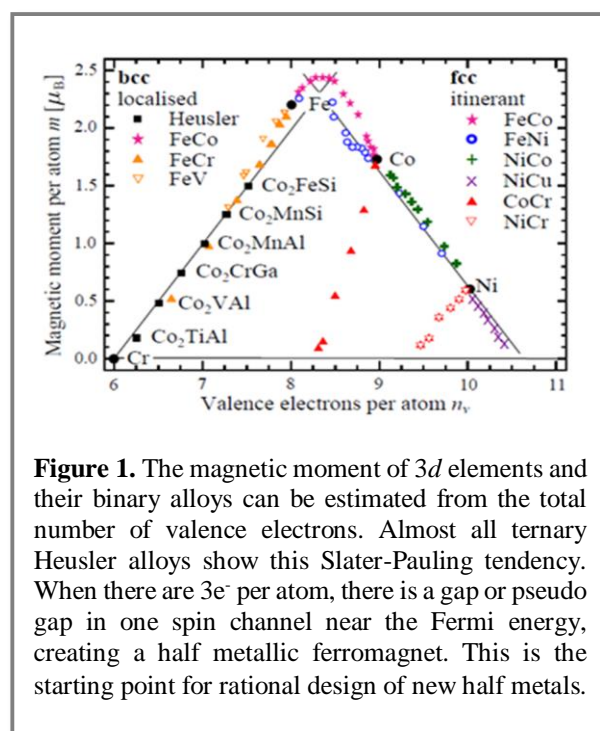 2.5
2.0
1.5
1.0
0.5
0.0
Magnetic moment per atom m [μB]
bcc
localised
Heusler
FeCo
FeCr
FeV
fcc
itinerant
FeCo
FeNi
NiCo
NiCu
CoCr
NiCr
Fe
Co
Ni
Co2FeSi
Co2MnSi
Co2MnAl
Co2CrGa
Co2VAl
Co2TiAl
Cr
6 7 8 9 10 11
Valence electrons per atom nv
Figure 1. The magnetic moment of 3d elements and
their binary alloys can be estimated from the total
number of valence electrons. Almost all ternary
Heusler alloys show this Slater-Pauling tendency.
When there are 3e- per atom, there is a gap or pseudo
gap in one spin channel near the Fermi energy,
creating a half metallic ferromagnet. This is the
starting point for rational design of new half metals.